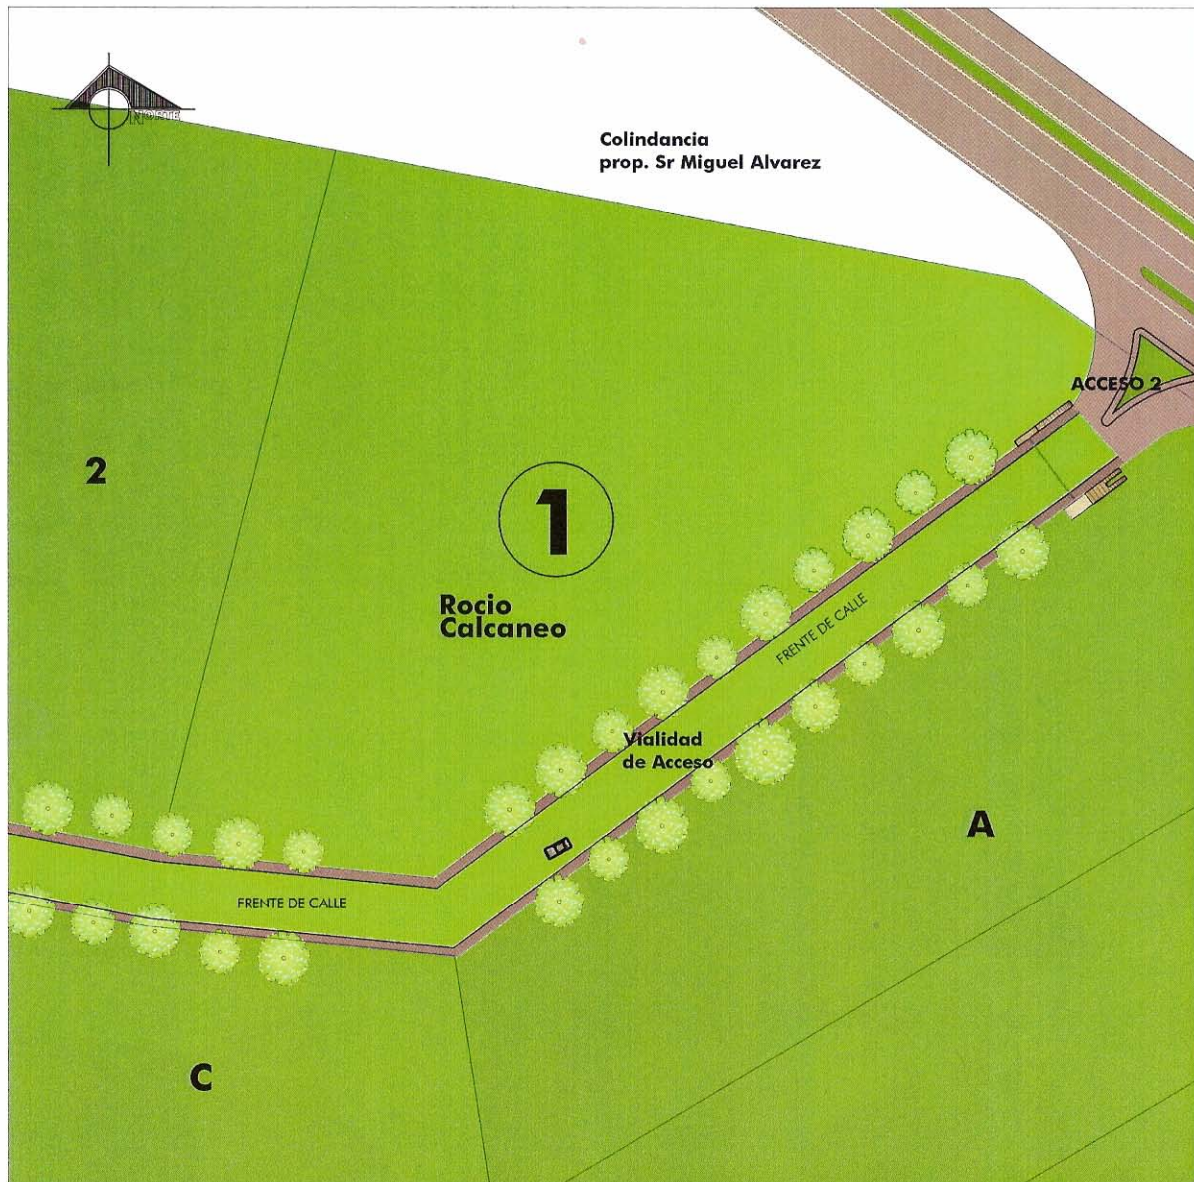 NORTE
Colindancia
prop. Sr Miguel Alvarez
ACCESO 2
2
1
Rocio
Calcaneo
FRENTE DE CALLE
Vialidad
de Acceso
A
FRENTE DE CALLE
C